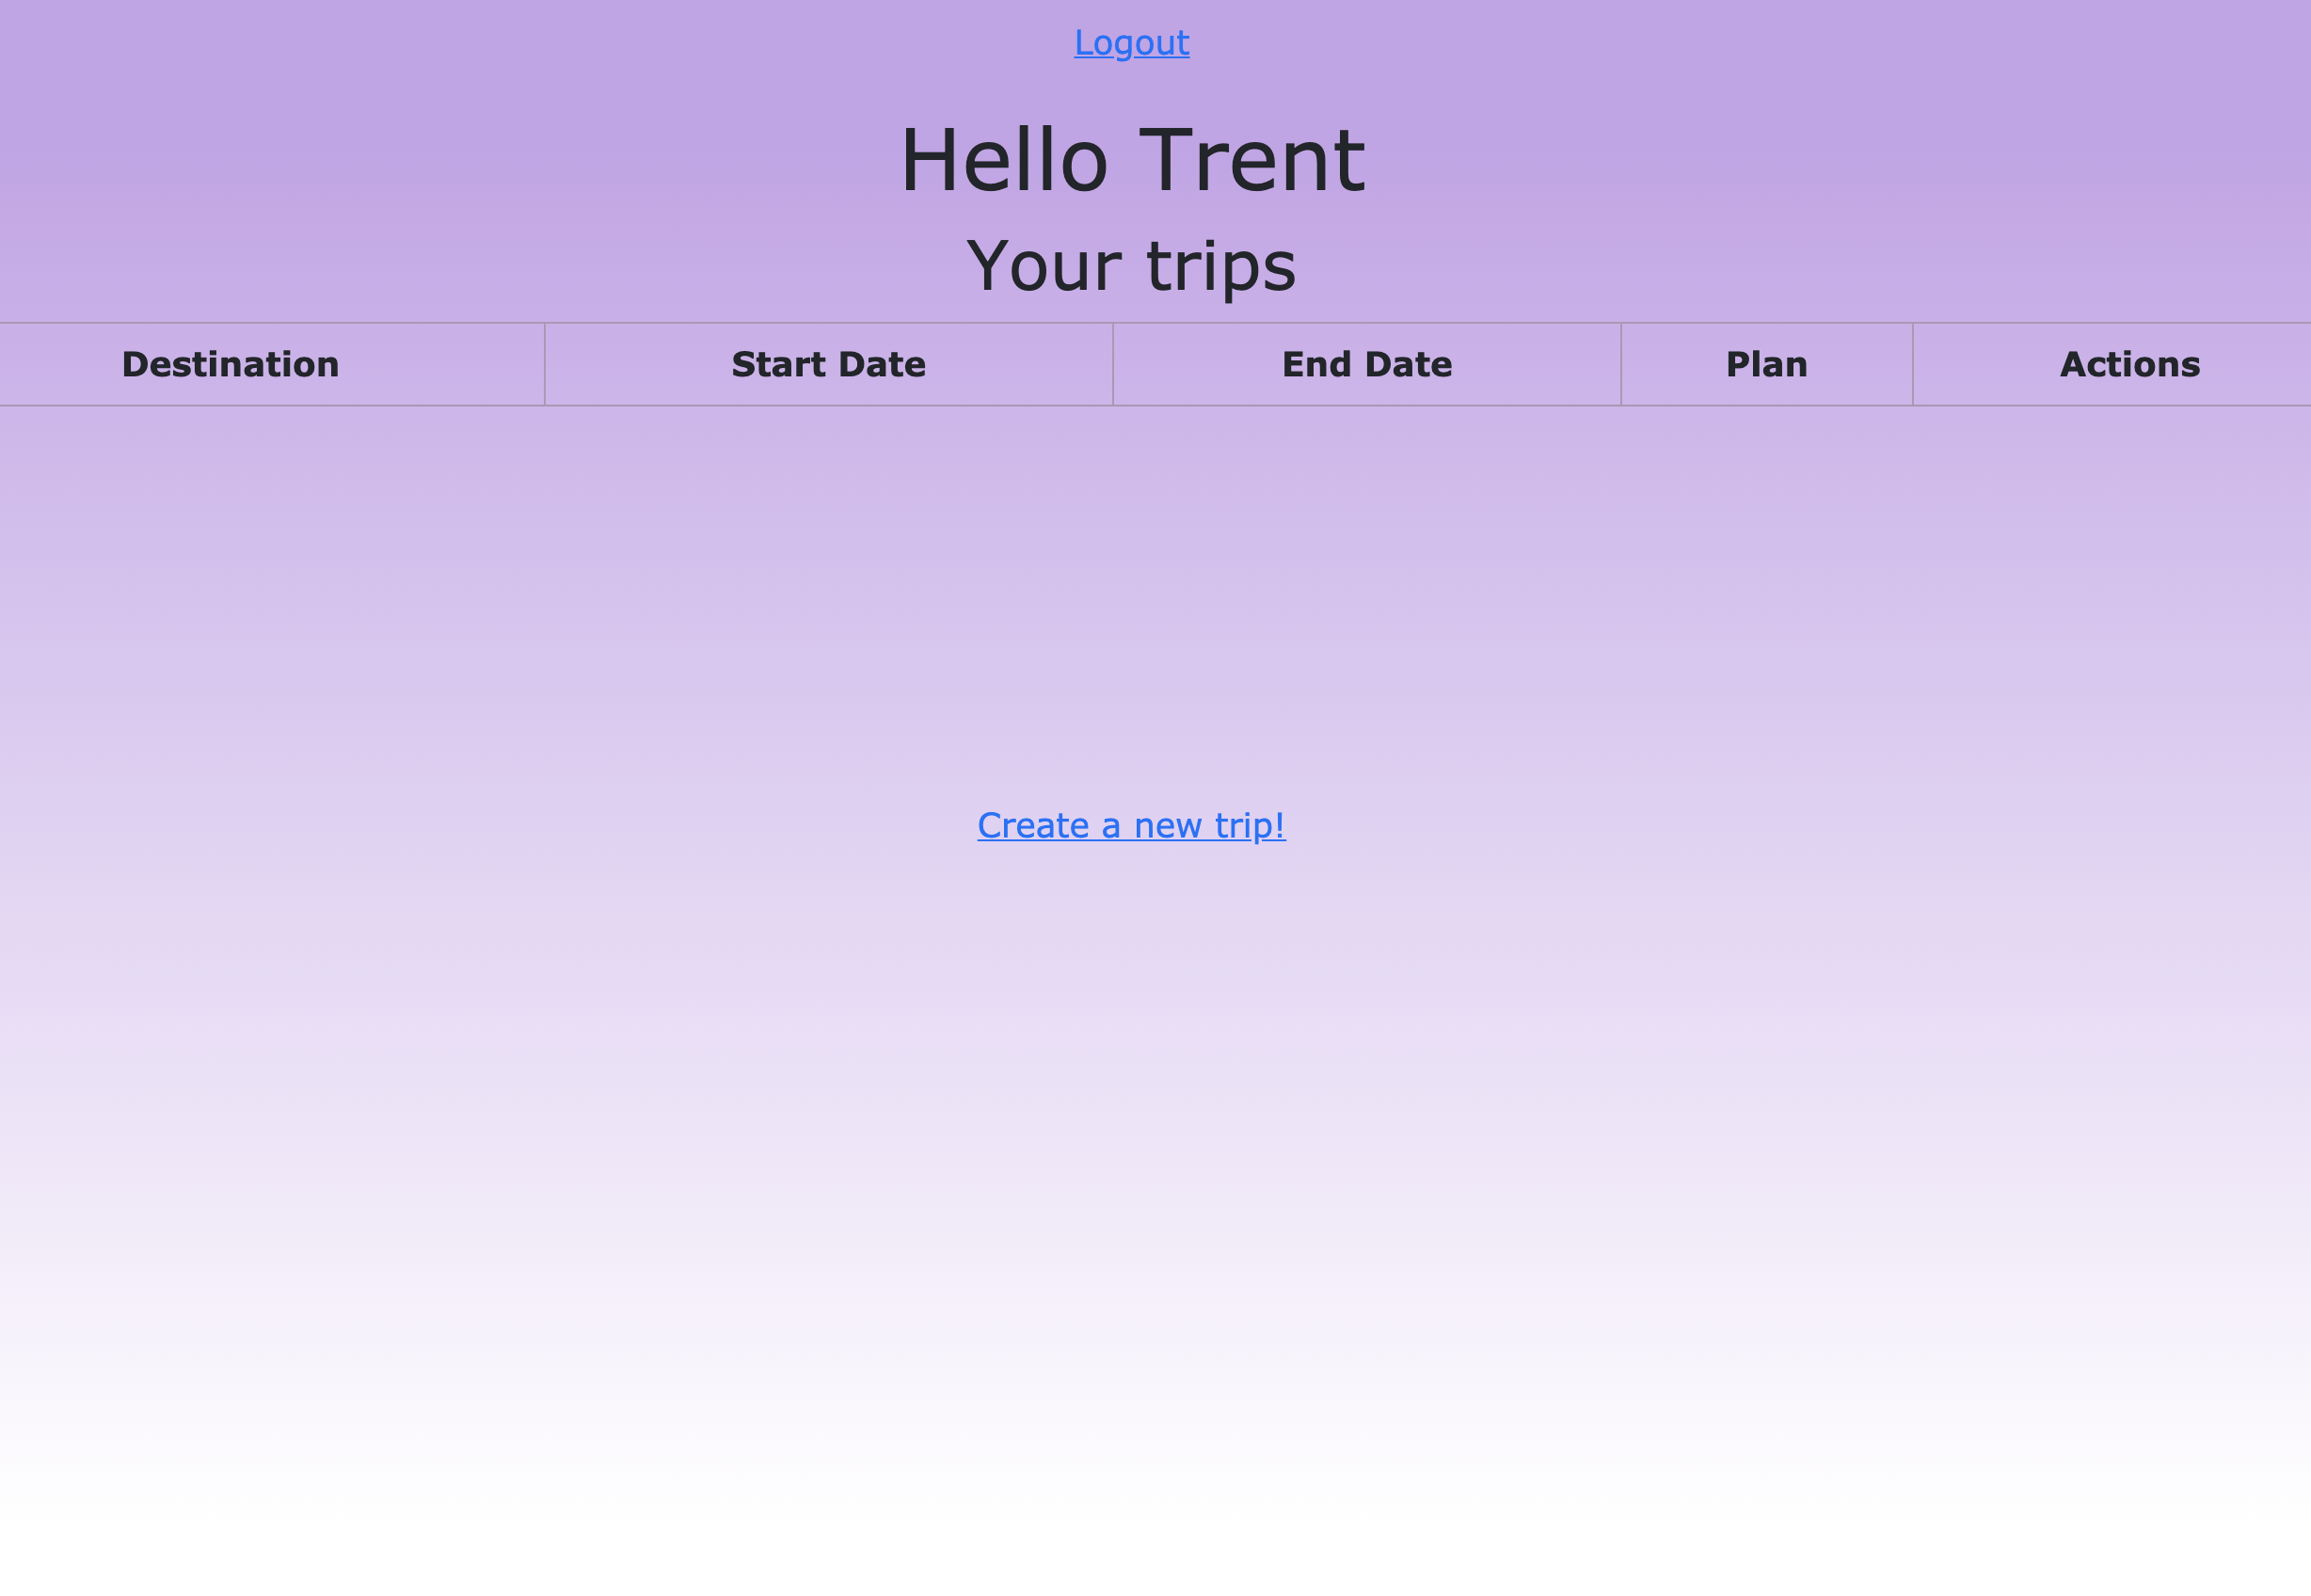 Logout
Hello Trent
Your trips
Destination Start Date End Date Plan Actions
Create a new trip!